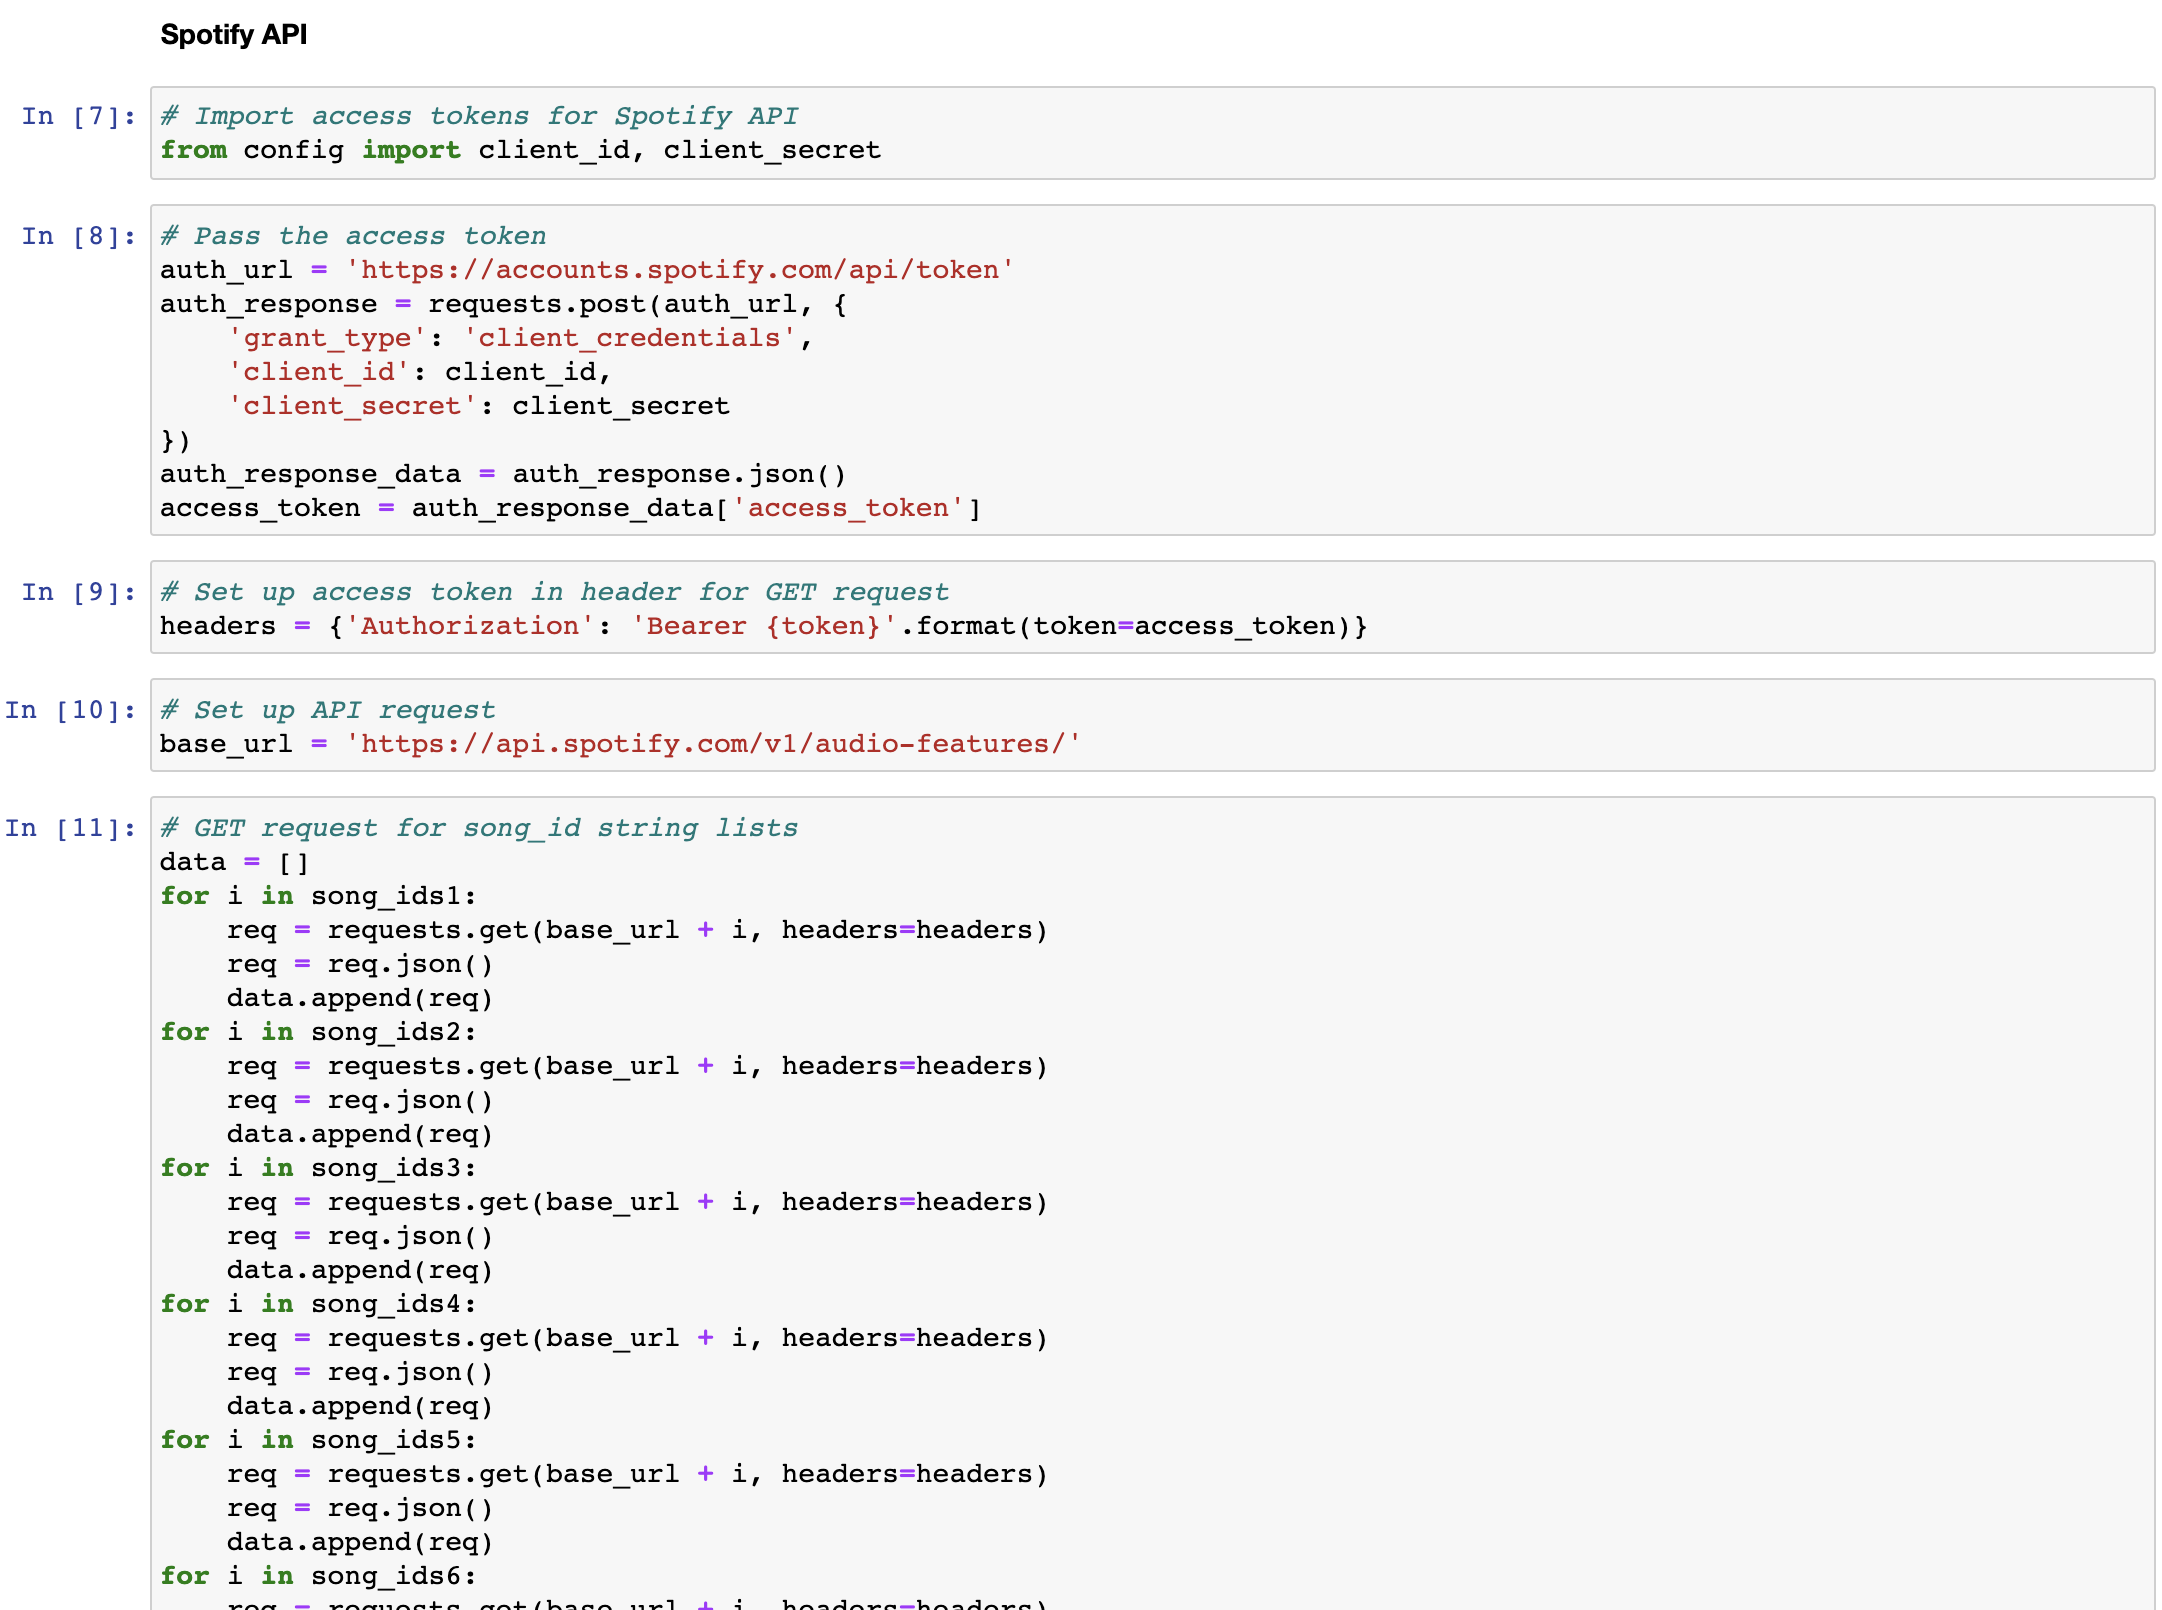 Spotify API
In [7]: # Import access tokens for Spotify API
from config import client_id, client_secret
In [8]: # Pass the access token
auth_url = 'https://accounts.spotify.com/api/token'
auth_response = requests.post(auth_url, {
    'grant_type': 'client_credentials',
    'client_id': client_id,
    'client_secret': client_secret
})
auth_response_data = auth_response.json()
access_token = auth_response_data['access_token']
In [9]: # Set up access token in header for GET request
headers = {'Authorization': 'Bearer {token}'.format(token=access_token)}
In [10]: # Set up API request
base_url = 'https://api.spotify.com/v1/audio-features/'
In [11]: # GET request for song_id string lists
data = []
for i in song_ids1:
    req = requests.get(base_url + i, headers=headers)
    req = req.json()
    data.append(req)
for i in song_ids2:
    req = requests.get(base_url + i, headers=headers)
    req = req.json()
    data.append(req)
for i in song_ids3:
    req = requests.get(base_url + i, headers=headers)
    req = req.json()
    data.append(req)
for i in song_ids4:
    req = requests.get(base_url + i, headers=headers)
    req = req.json()
    data.append(req)
for i in song_ids5:
    req = requests.get(base_url + i, headers=headers)
    req = req.json()
    data.append(req)
for i in song_ids6:
    req = requests.get(base_url + i, headers=headers)